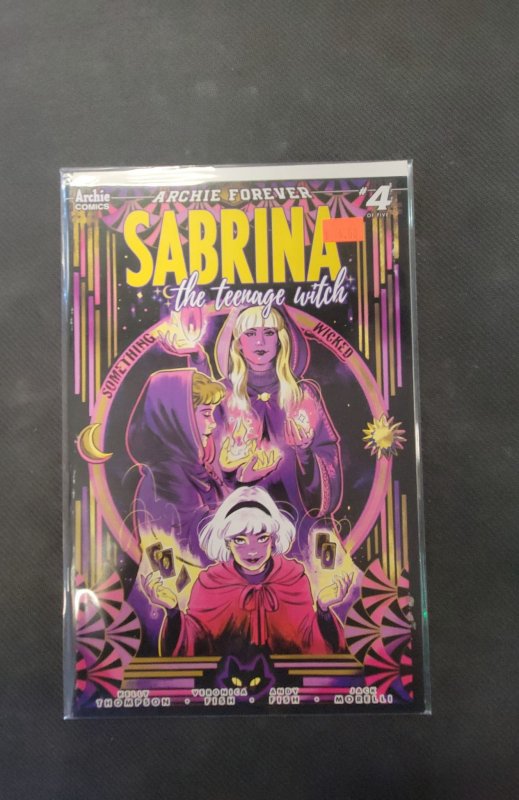 Archie
COMICS
ARCHIE FOREVER
#4
OF FIVE
SABRINA
the teenage witch
SOMETHING
WICKED
KELLY THOMPSON · VERONICA FISH · ANDY FISH · JACK MORELLI